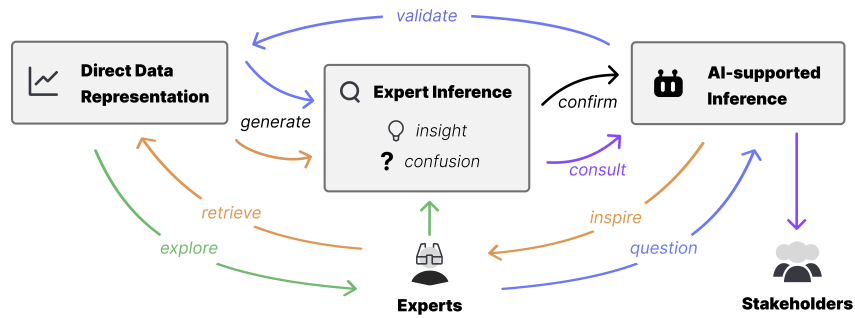 validate
Direct Data
Representation
generate
Expert Inference
insight
? confusion
confirm
consult
AI-supported
Inference
retrieve
explore
inspire
question
Experts
Stakeholders